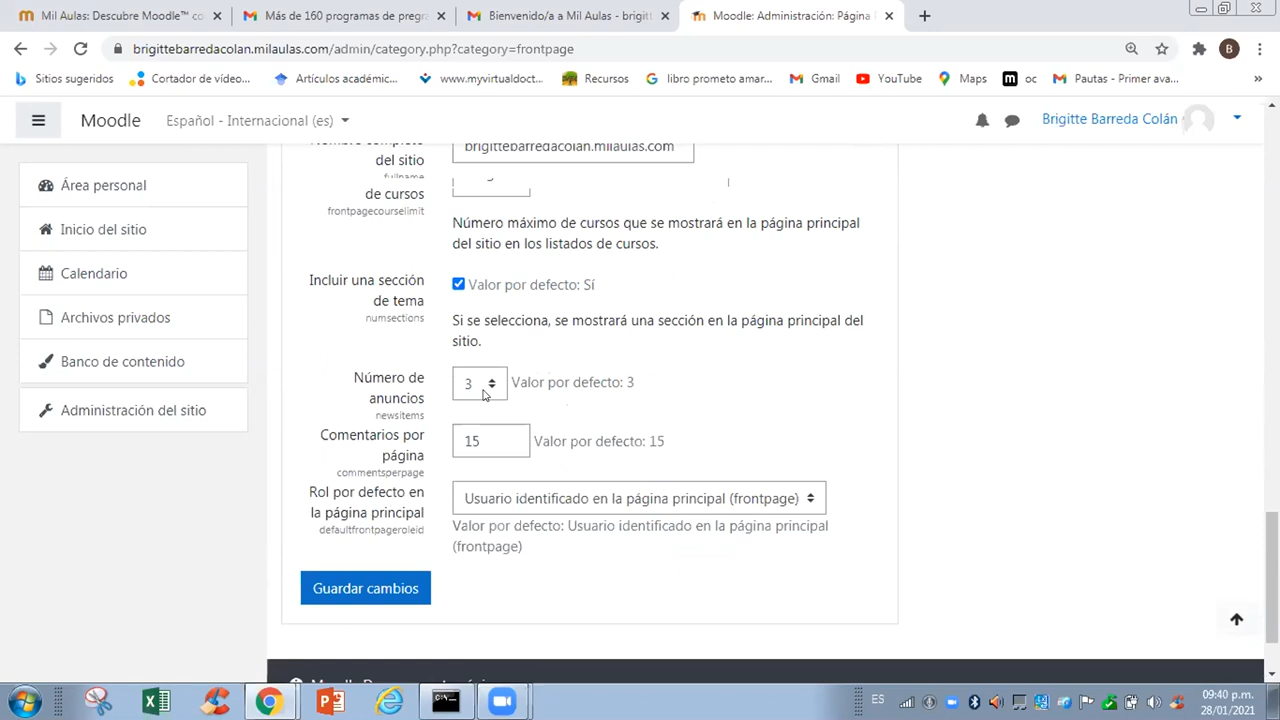 Mil Aulas: Descubre Moodle™ co
Más de 160 programas de pregr
Bienvenido/a a Mil Aulas - brigitt
Moodle: Administración: Página
brigittebarredacolan.milaulas.com/admin/category.php?category=frontpage
B
Sitios sugeridos
Cortador de vídeo...
Artículos académic...
www.myvirtualdoct...
Recursos
libro prometo amar...
Gmail
YouTube
Maps
oc
Pautas - Primer ava...
Moodle
Español - Internacional (es)
Brigitte Barreda Colán
Área personal
Inicio del sitio
Calendario
Archivos privados
Banco de contenido
Administración del sitio
del sitio
fullname
brigittebarredacolan.milaulas.com
de cursos
frontpagecourselimit
Número máximo de cursos que se mostrará en la página principal
del sitio en los listados de cursos.
Incluir una sección
de tema
numsections
Valor por defecto: Sí
Si se selecciona, se mostrará una sección en la página principal del
sitio.
Número de
anuncios
newsitems
3
Valor por defecto: 3
Comentarios por
página
commentsperpage
15
Valor por defecto: 15
Rol por defecto en
la página principal
defaultfrontpageroleid
Usuario identificado en la página principal (frontpage)
Valor por defecto: Usuario identificado en la página principal
(frontpage)
Guardar cambios
ES
09:40 p.m.
28/01/2021